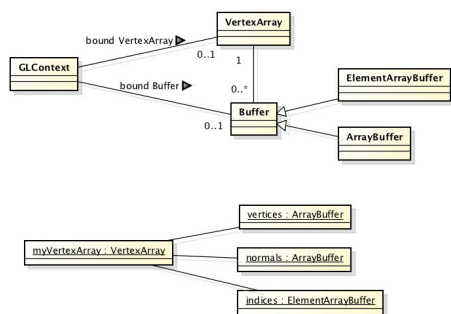 VertexArray
bound VertexArray
0..1
1
GLContext
ElementArrayBuffer
bound Buffer
0..*
Buffer
0..1
ArrayBuffer
vertices : ArrayBuffer
myVertexArray : VertexArray
normals : ArrayBuffer
indices : ElementArrayBuffer